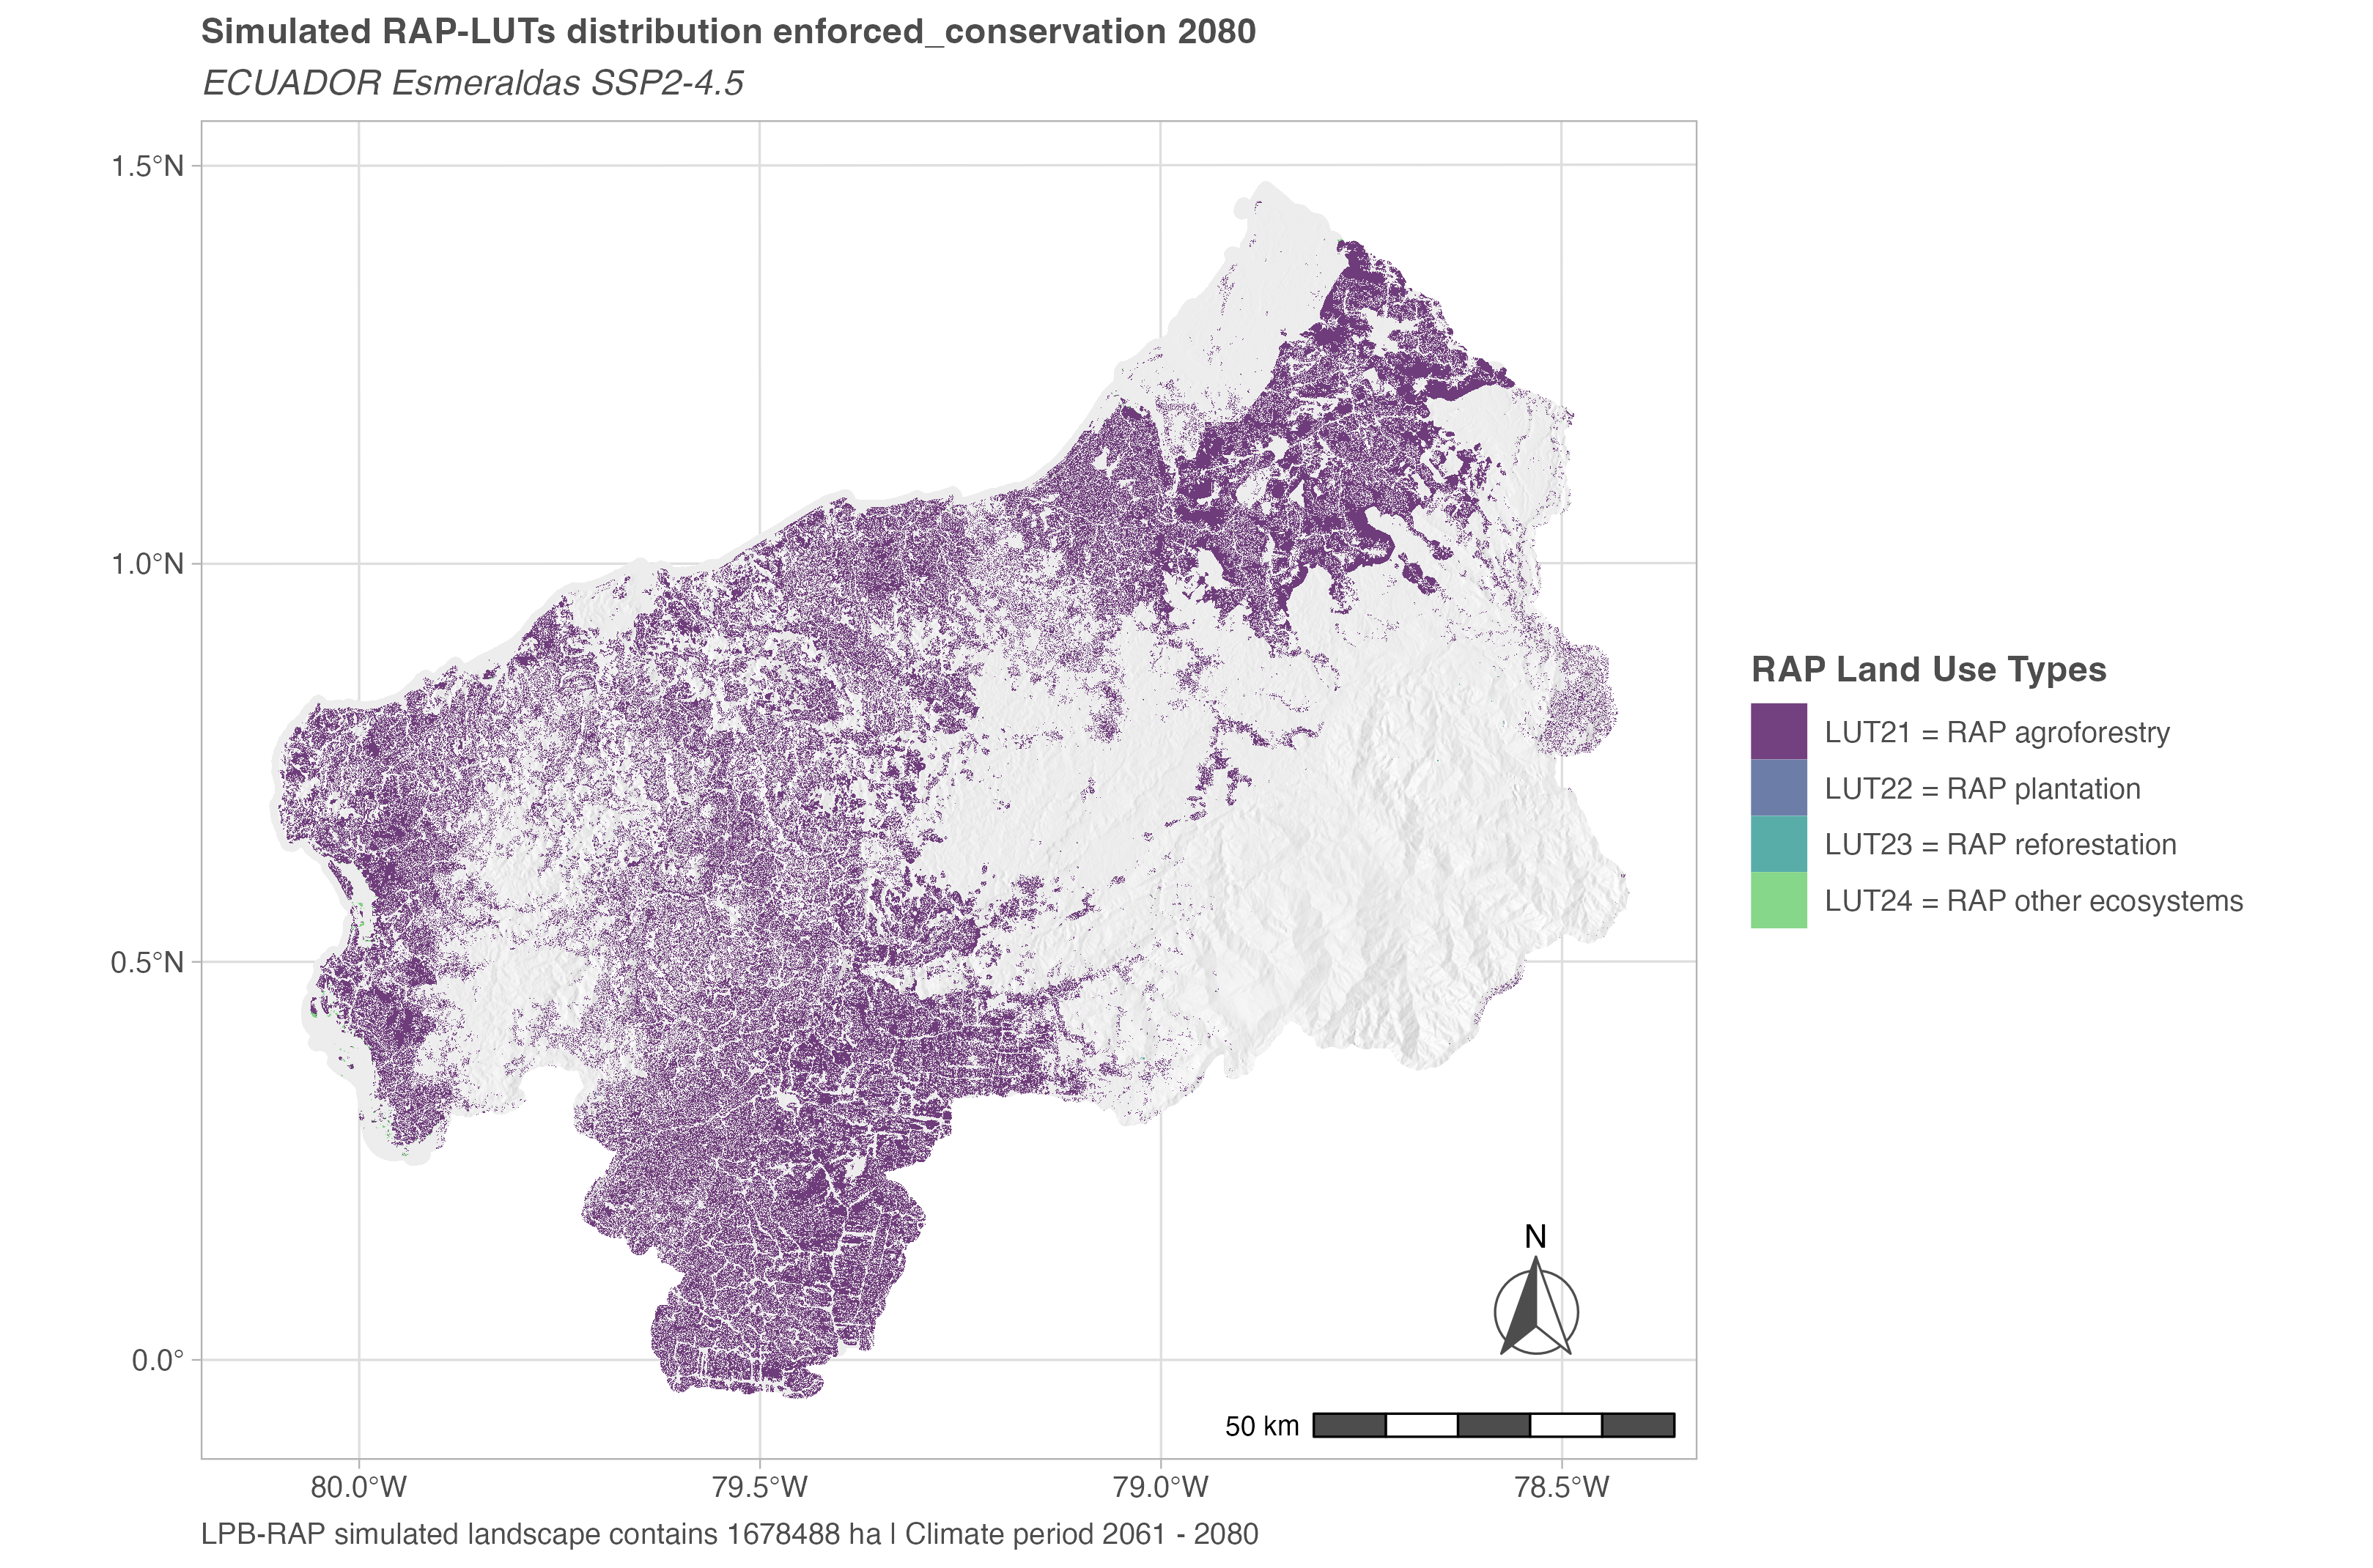 Simulated RAP-LUTs distribution enforced_conservation 2080
ECUADOR Esmeraldas SSP2-4.5
1.5°N
1.0°N
0.5°N
0.0°
80.0°W
79.5°W
79.0°W
78.5°W
N
50 km
RAP Land Use Types
LUT21 = RAP agroforestry
LUT22 = RAP plantation
LUT23 = RAP reforestation
LUT24 = RAP other ecosystems
LPB-RAP simulated landscape contains 1678488 ha | Climate period 2061 - 2080